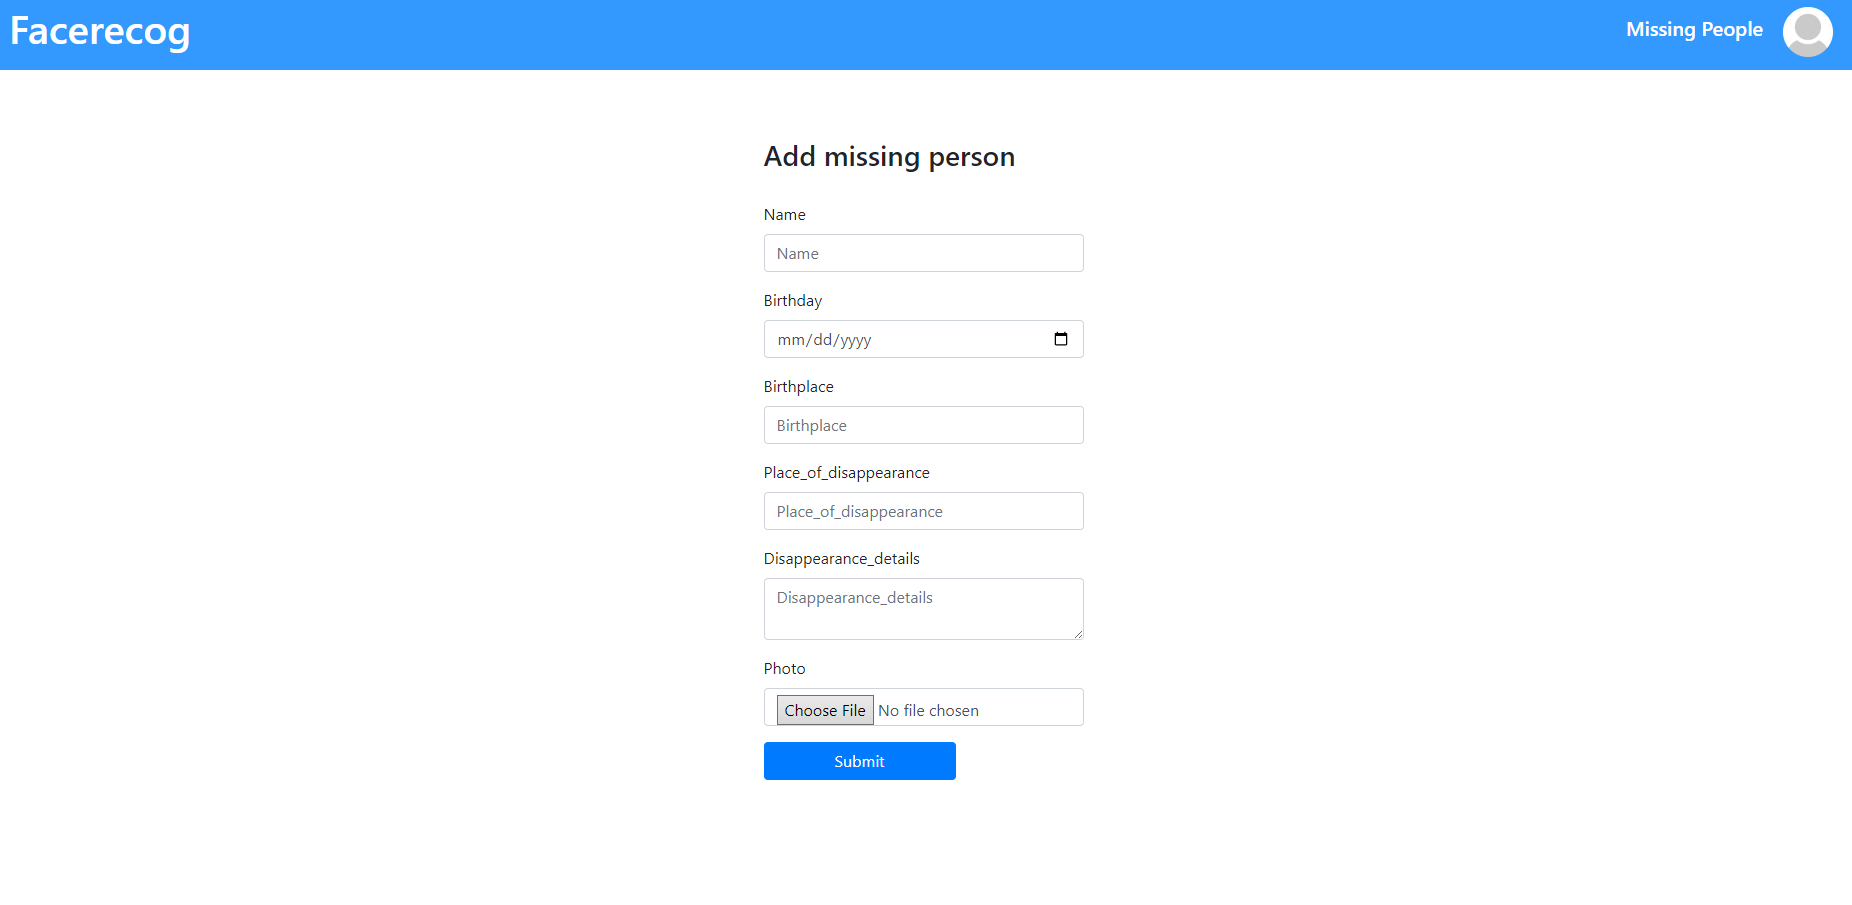 Facerecog
Missing People
Add missing person
Name
Name
Birthday
mm/dd/yyyy
Birthplace
Birthplace
Place_of_disappearance
Place_of_disappearance
Disappearance_details
Disappearance_details
Photo
Choose File No file chosen
Submit